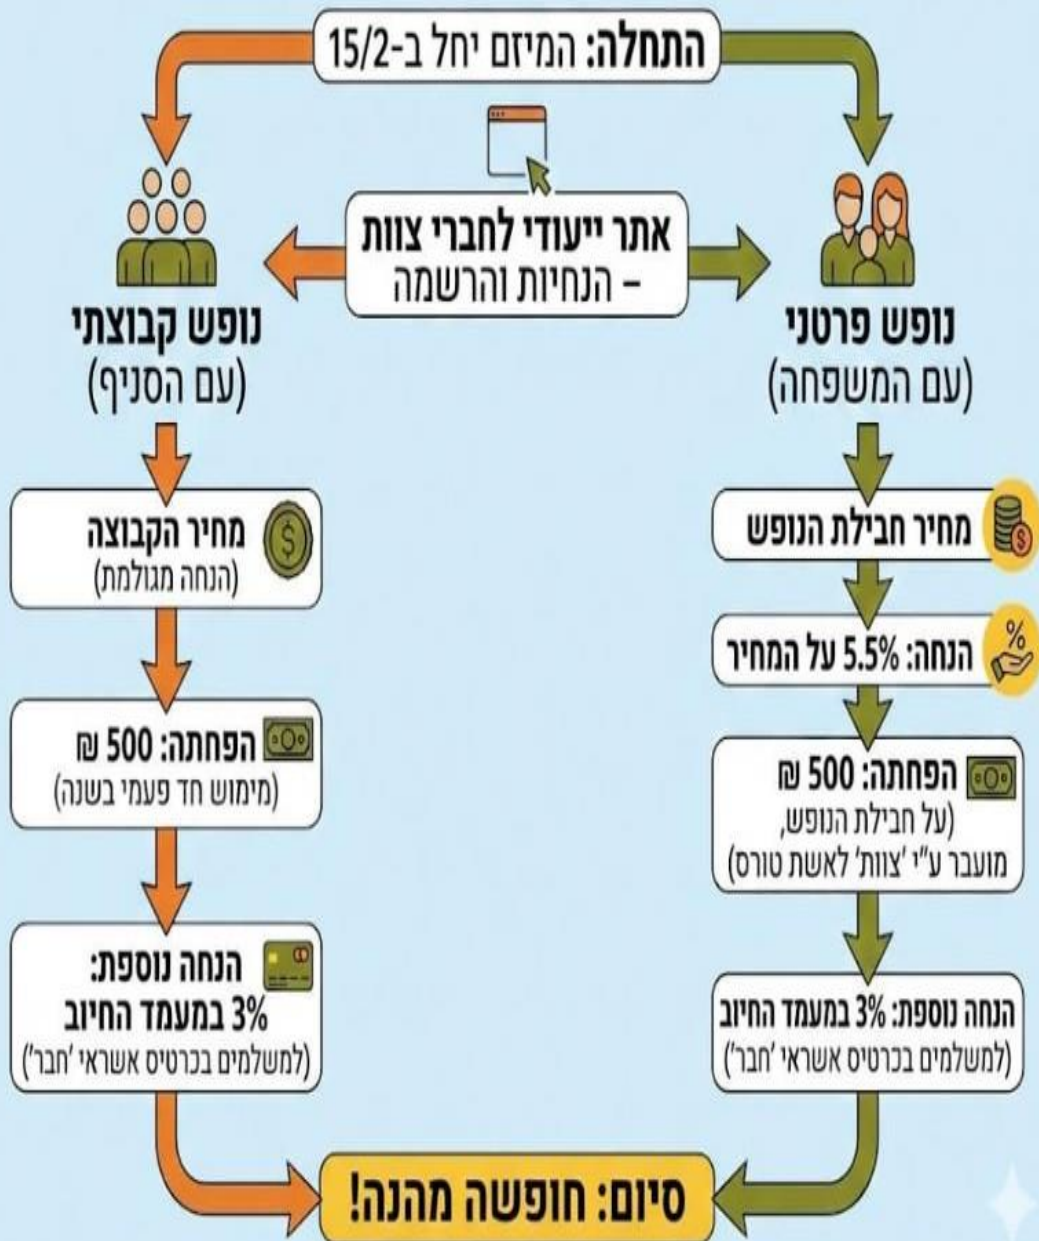 התחלה: המיזם יחל ב-15/2
אתר ייעודי לחברי צוות
– הנחיות והרשמה
נופש פרטני
(עם המשפחה)
מחיר חבילת הנופש
הנחה: 5.5% על המחיר
הפחתה: 500 ₪
(על חבילת הנופש,
מועבר ע"י 'צוות' לאשת טורס)
הנחה נוספת: 3% במעמד החיוב
(למשלמים בכרטיס אשראי 'חבר')
נופש קבוצתי
(עם הסניף)
מחיר הקבוצה
(הנחה מגולמת)
הפחתה: 500 ₪
(מימוש חד פעמי בשנה)
הנחה נוספת:
3% במעמד החיוב
(למשלמים בכרטיס אשראי 'חבר')
סיום: חופשה מהנה!